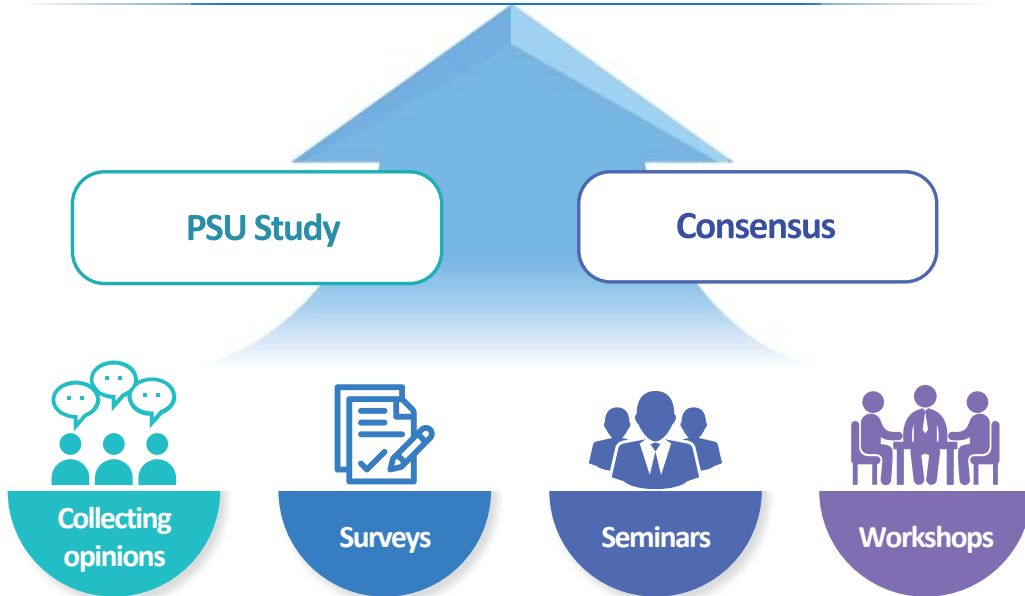 PSU Study
Consensus
Collecting
opinions
Surveys
Seminars
Workshops